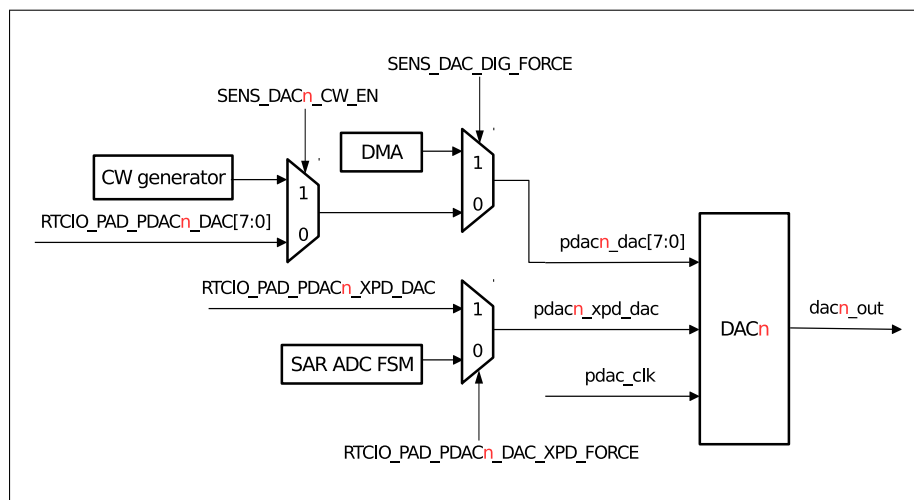 SENS_DAC_DIG_FORCE
SENS_DACn_CW_EN
DMA
1
0
CW generator
1
0
RTCIO_PAD_PDACn_DAC[7:0]
pdacn_dac[7:0]
RTCIO_PAD_PDACn_XPD_DAC
1
0
pdacn_xpd_dac
DACn
dacn_out
SAR ADC FSM
pdac_clk
RTCIO_PAD_PDACn_DAC_XPD_FORCE